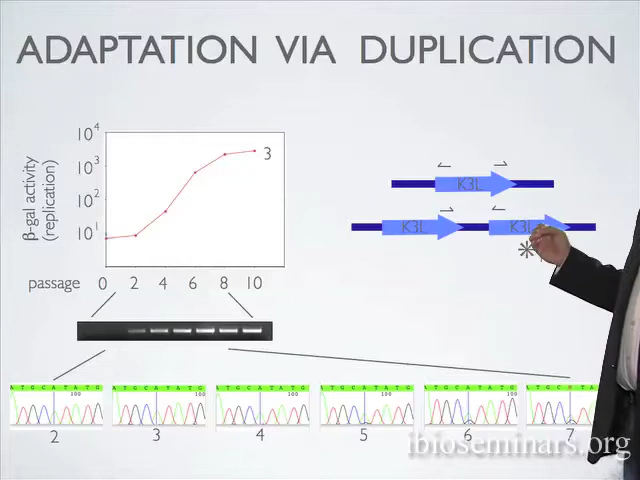 ADAPTATION VIA DUPLICATION
10⁴
10³
10²
10¹
β-gal activity
(replication)
3
passage 0 2 4 6 8 10
K3L
K3L K3L
*
A T G C A T A T G
100
A T G C A T A T G
100
A T G C A T A T G
100
A T G C A T A T G
100
A T G C A T A T G
100
A T G C
2 3 4 5 6 7
ibioseminars.org